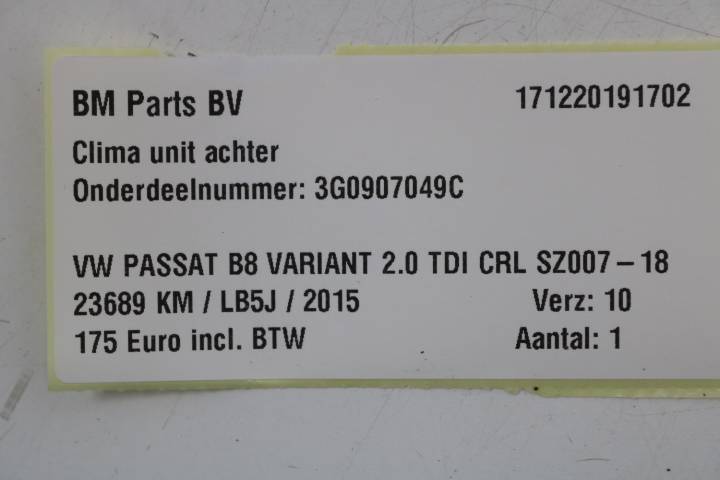 BM Parts BV 171220191702
Clima unit achter
Onderdeelnummer: 3G0907049C
VW PASSAT B8 VARIANT 2.0 TDI CRL SZ007-18
23689 KM / LB5J / 2015 Verz: 10
175 Euro incl. BTW Aantal: 1